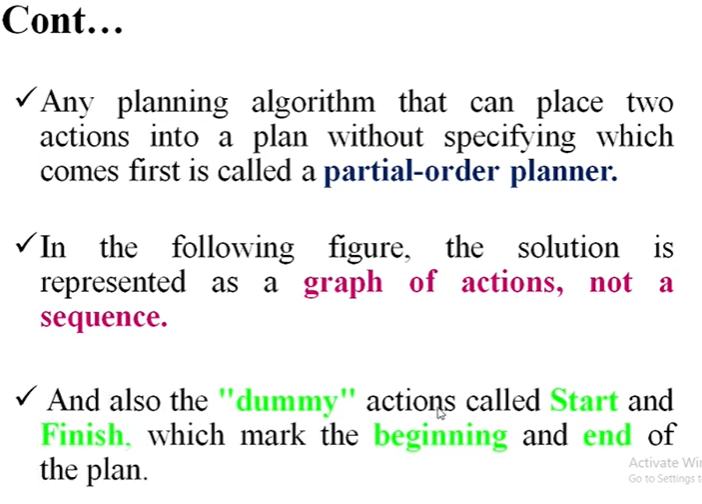 Cont…
✓ Any planning algorithm that can place two
actions into a plan without specifying which
comes first is called a partial-order planner.
✓ In the following figure, the solution is
represented as a graph of actions, not a
sequence.
✓ And also the "dummy" actions called Start and
Finish, which mark the beginning and end of
the plan.
Activate Wi
Go to Settings t